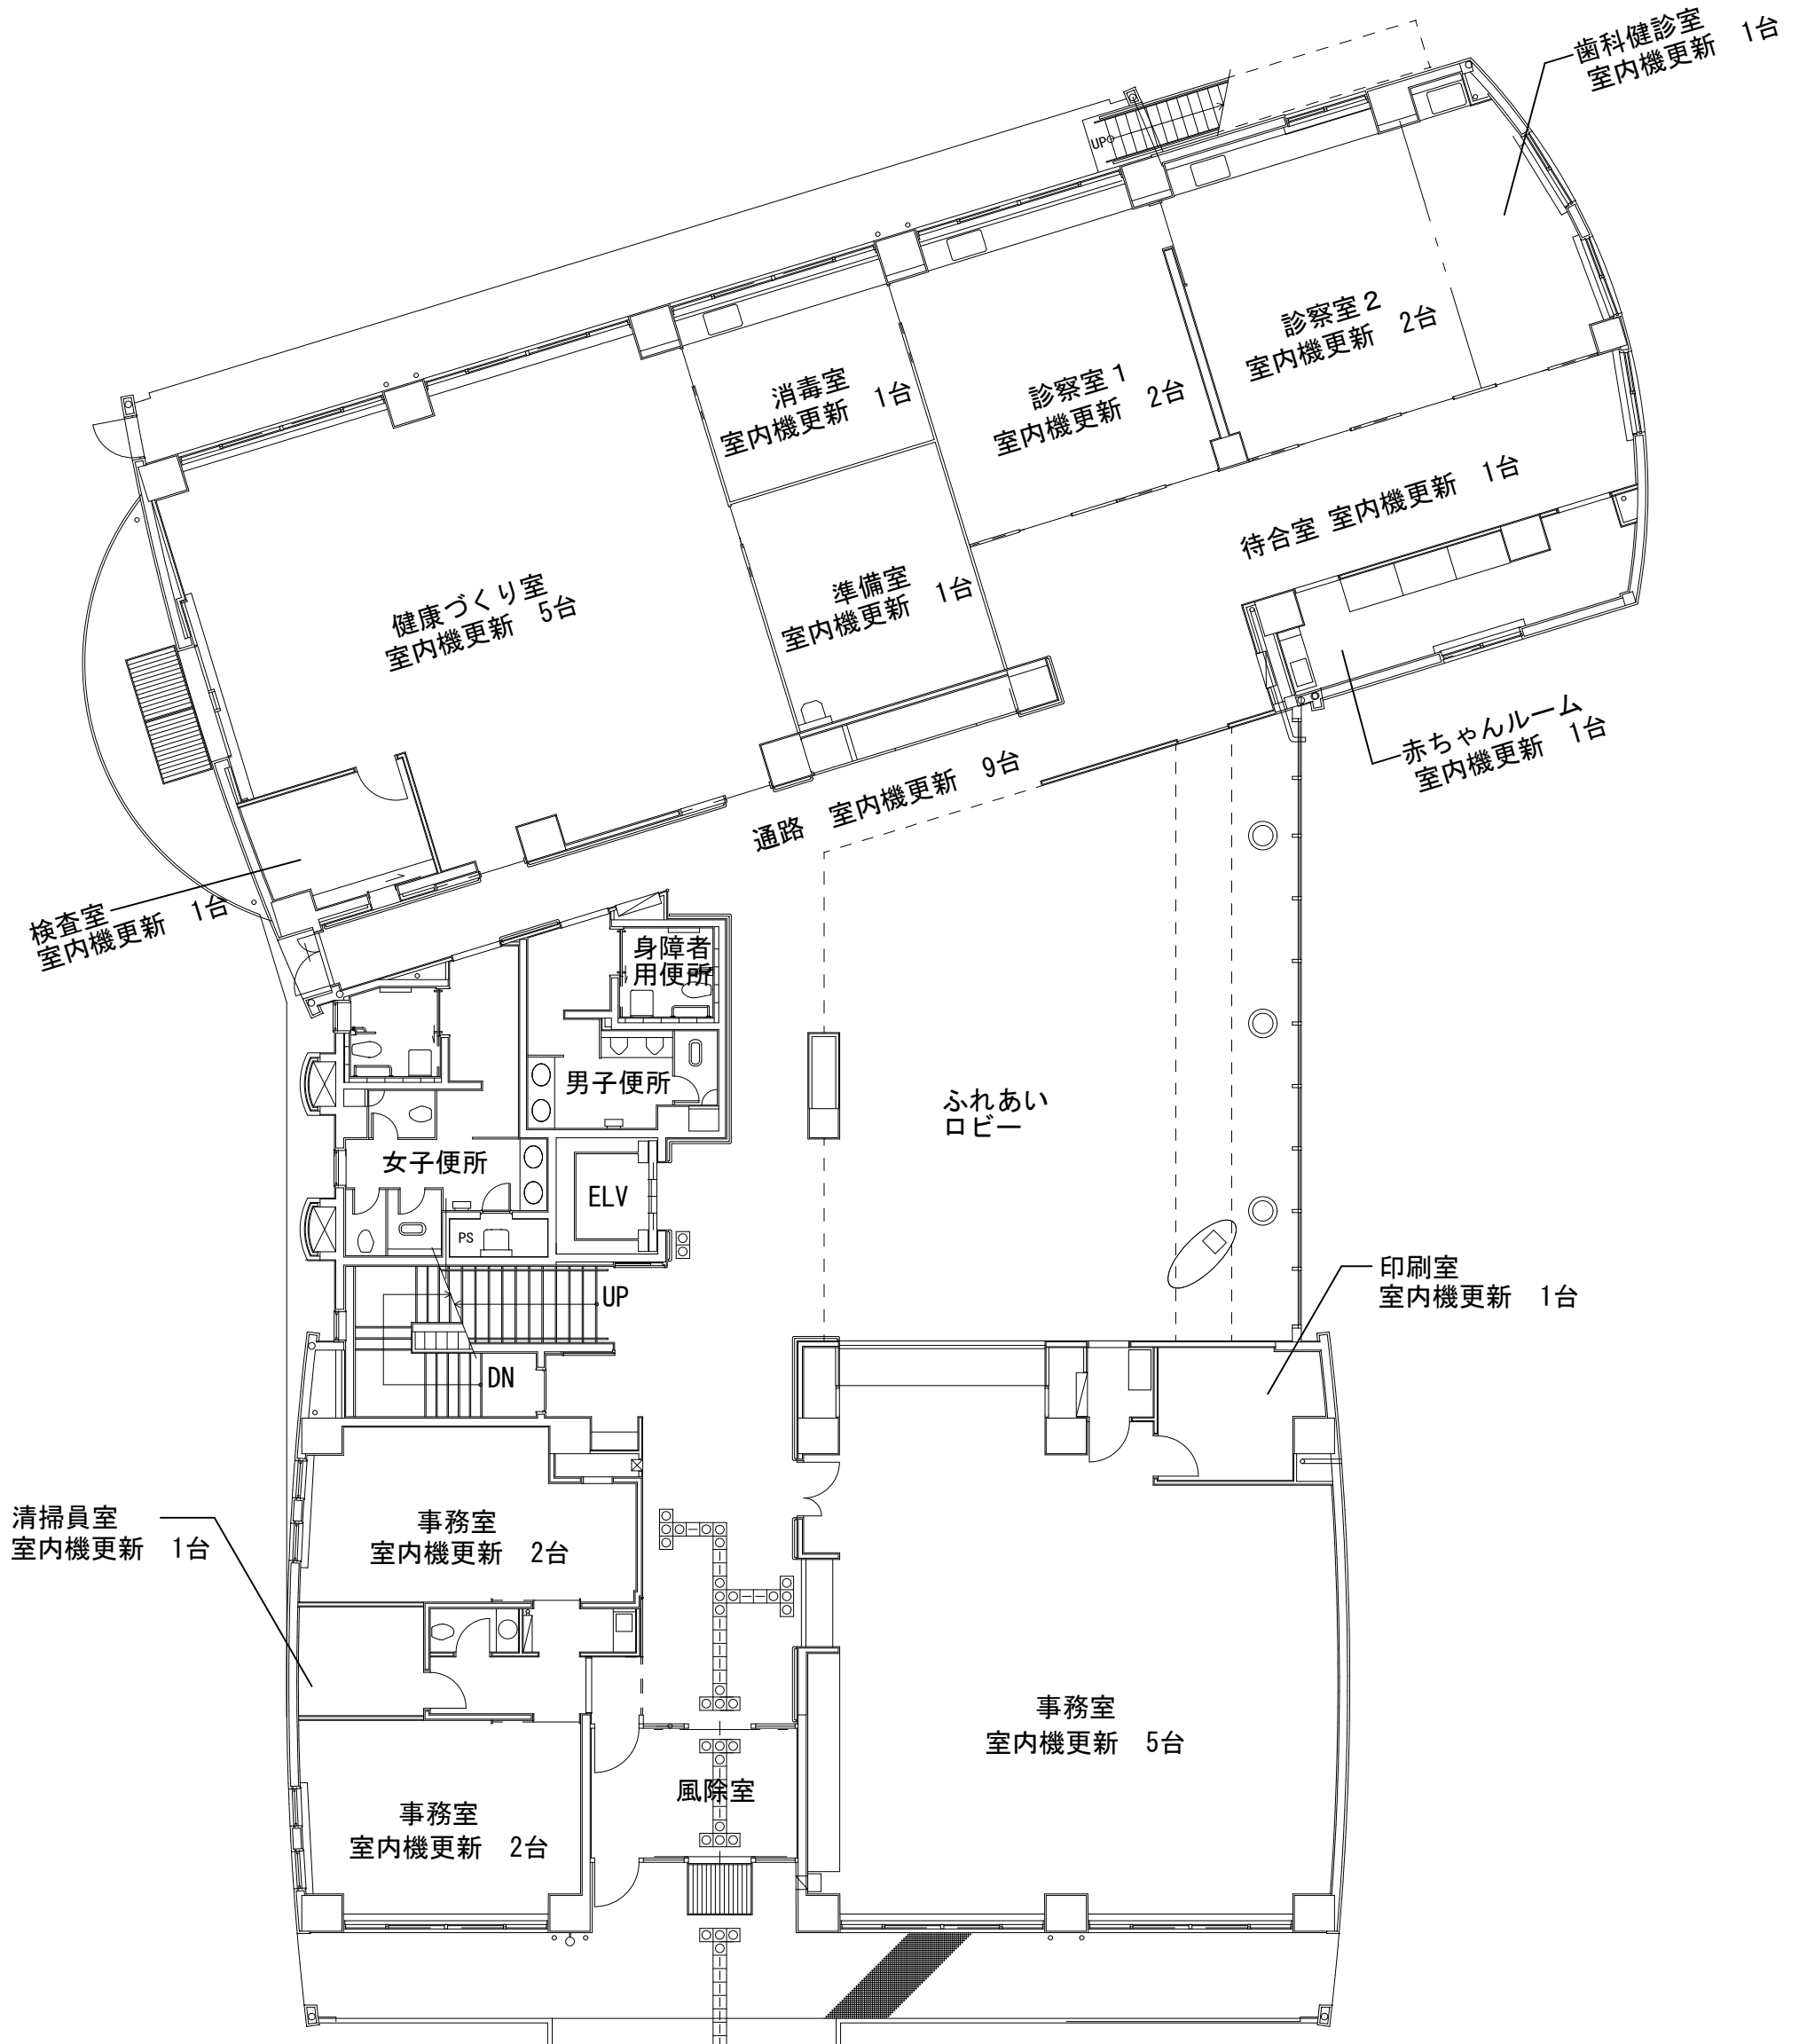 歯科健診室
室内機更新　1台
UP
診察室２
室内機更新　2台
消毒室
室内機更新　1台
診察室１
室内機更新　2台
待合室 室内機更新　1台
健康づくり室
室内機更新　5台
準備室
室内機更新　1台
赤ちゃんルーム
室内機更新　1台
通路　室内機更新　9台
検査室
室内機更新　1台
身障者
用便所
男子便所
ふれあい
ロビー
女子便所
ELV
PS
印刷室
室内機更新　1台
UP
DN
清掃員室
室内機更新　1台
事務室
室内機更新　2台
事務室
室内機更新　5台
風除室
事務室
室内機更新　2台